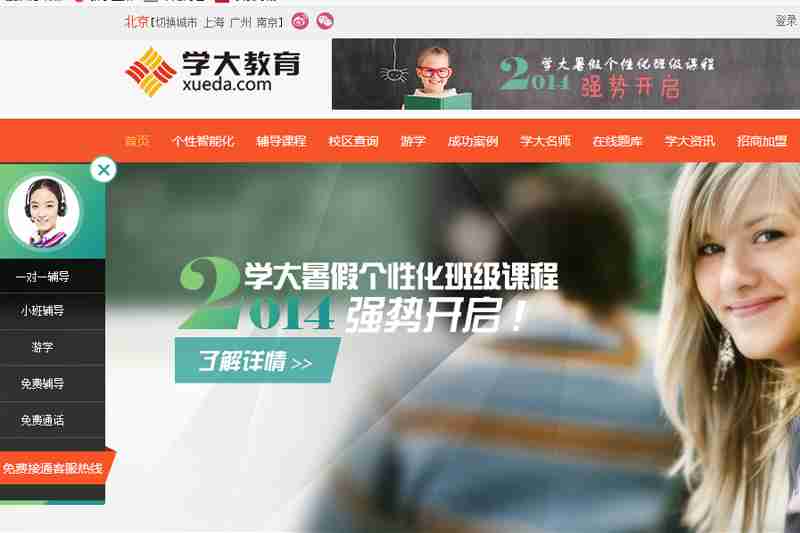 北京 [切换城市 上海 广州 南京]
登录
学大教育
xueda.com
2014 学大暑假个性化班级课程
强势开启
首页 个性智能化 辅导课程 校区查询 游学 成功案例 学大名师 在线题库 学大资讯 招商加盟
一对一辅导
小班辅导
游学
免费辅导
免费通话
免费接通客服热线
2014 学大暑假个性化班级课程
强势开启!
了解详情 >>